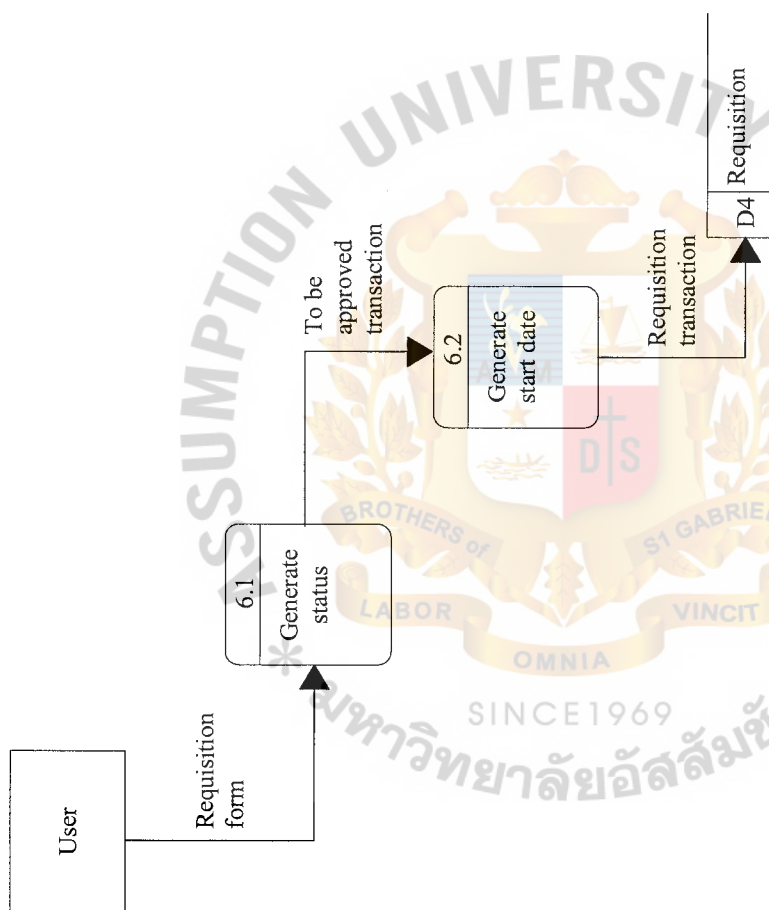 User
Requisition
form
6.1
Generate
status
To be
approved
transaction
6.2
Generate
start date
Requisition
transaction
D4 Requisition
ASSUMPTION UNIVERSITY
D S
BROTHERS of
ST GABRIEL
LABOR
OMNIA
VINCIT
SINCE1969